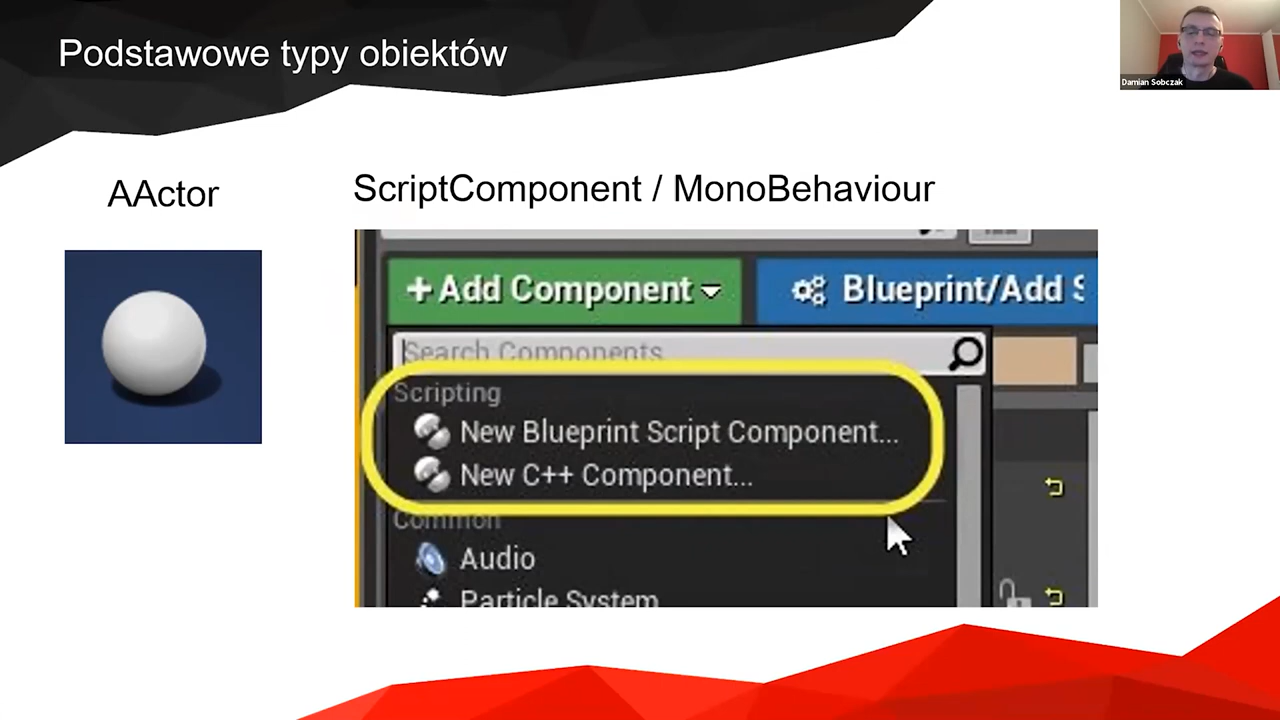 Podstawowe typy obiektów
Damian Sobczak
AActor
ScriptComponent / MonoBehaviour
+ Add Component
Blueprint/Add S
Search Components
Scripting
New Blueprint Script Component...
New C++ Component...
Common
Audio
Particle System